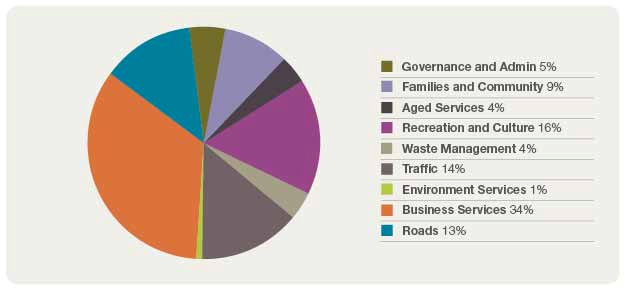 Governance and Admin 5%
Families and Community 9%
Aged Services 4%
Recreation and Culture 16%
Waste Management 4%
Traffic 14%
Environment Services 1%
Business Services 34%
Roads 13%